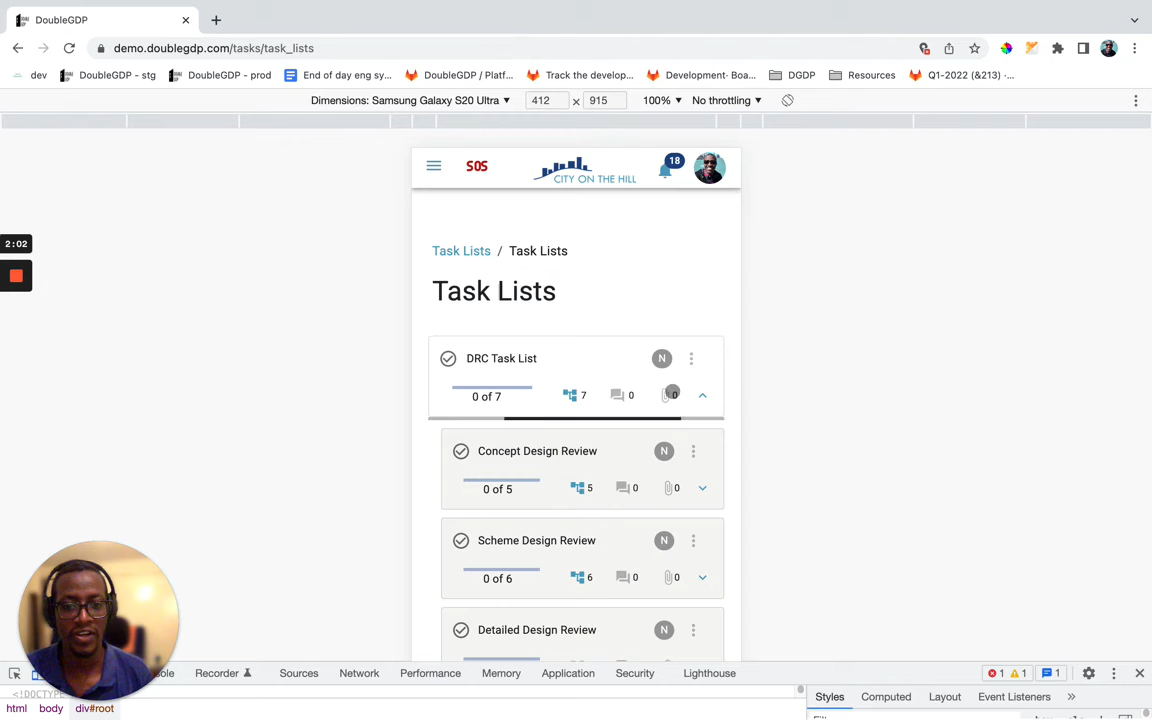 DoubleGDP
demo.doublegdp.com/tasks/task_lists
dev
DoubleGDP - stg
DoubleGDP - prod
End of day eng sy...
DoubleGDP / Platf...
Track the develop...
Development· Boa...
DGDP
Resources
Q1-2022 (&213) ·...
Dimensions: Samsung Galaxy S20 Ultra
412 × 915
100%
No throttling
SOS
CITY ON THE HILL
18
2:02
Task Lists / Task Lists
Task Lists
DRC Task List
N
0 of 7
7
0
0
Concept Design Review
N
0 of 5
5
0
0
Scheme Design Review
N
0 of 6
6
0
0
Detailed Design Review
N
Recorder
Sources
Network
Performance
Memory
Application
Security
Lighthouse
1
1
1
<!DOCTYPE
html body div#root
Styles
Computed
Layout
Event Listeners